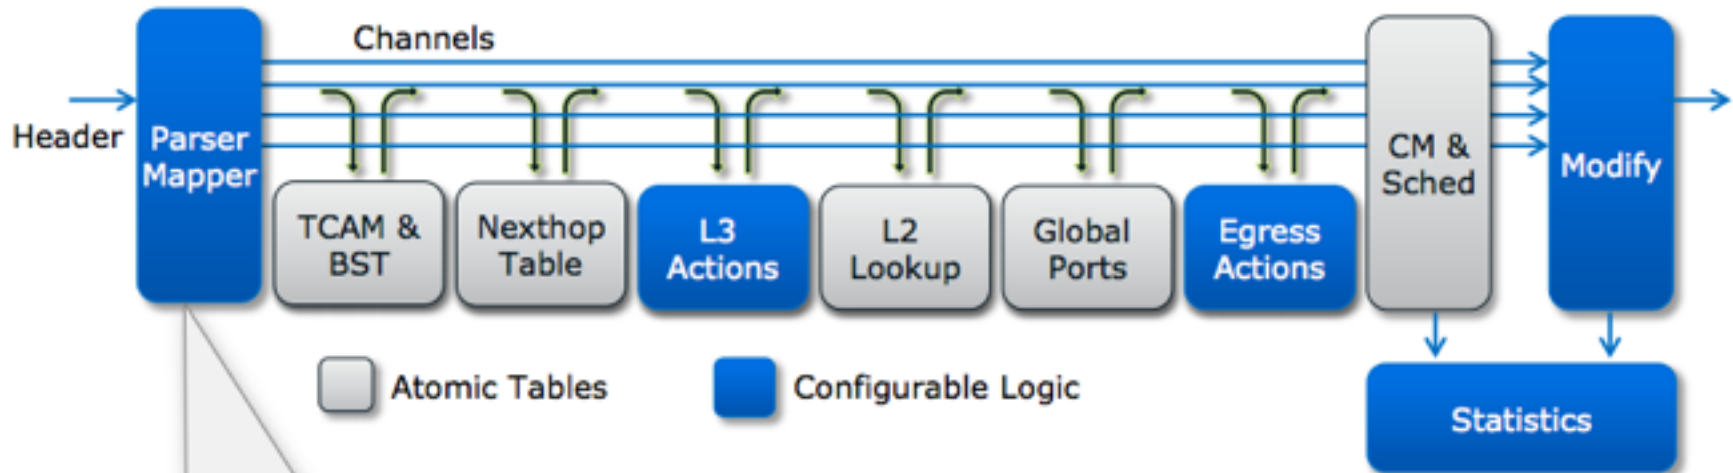 Channels
Header
Parser
Mapper
TCAM &
BST
Nexthop
Table
L3
Actions
L2
Lookup
Global
Ports
Egress
Actions
CM &
Sched
Modify
Atomic Tables
Configurable Logic
Statistics